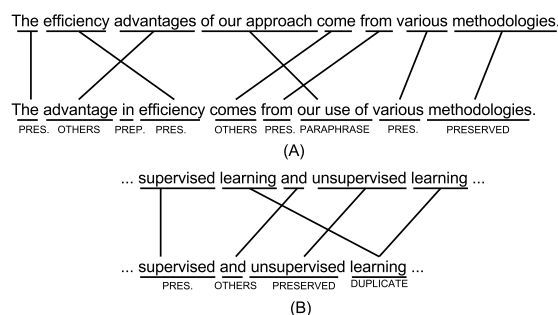 The efficiency advantages of our approach come from various methodologies.
The advantage in efficiency comes from our use of various methodologies.
PRES. OTHERS PREP. PRES. OTHERS PRES. PARAPHRASE PRES. PRESERVED
(A)
... supervised learning and unsupervised learning ...
... supervised and unsupervised learning ...
PRES. OTHERS PRESERVED DUPLICATE
(B)